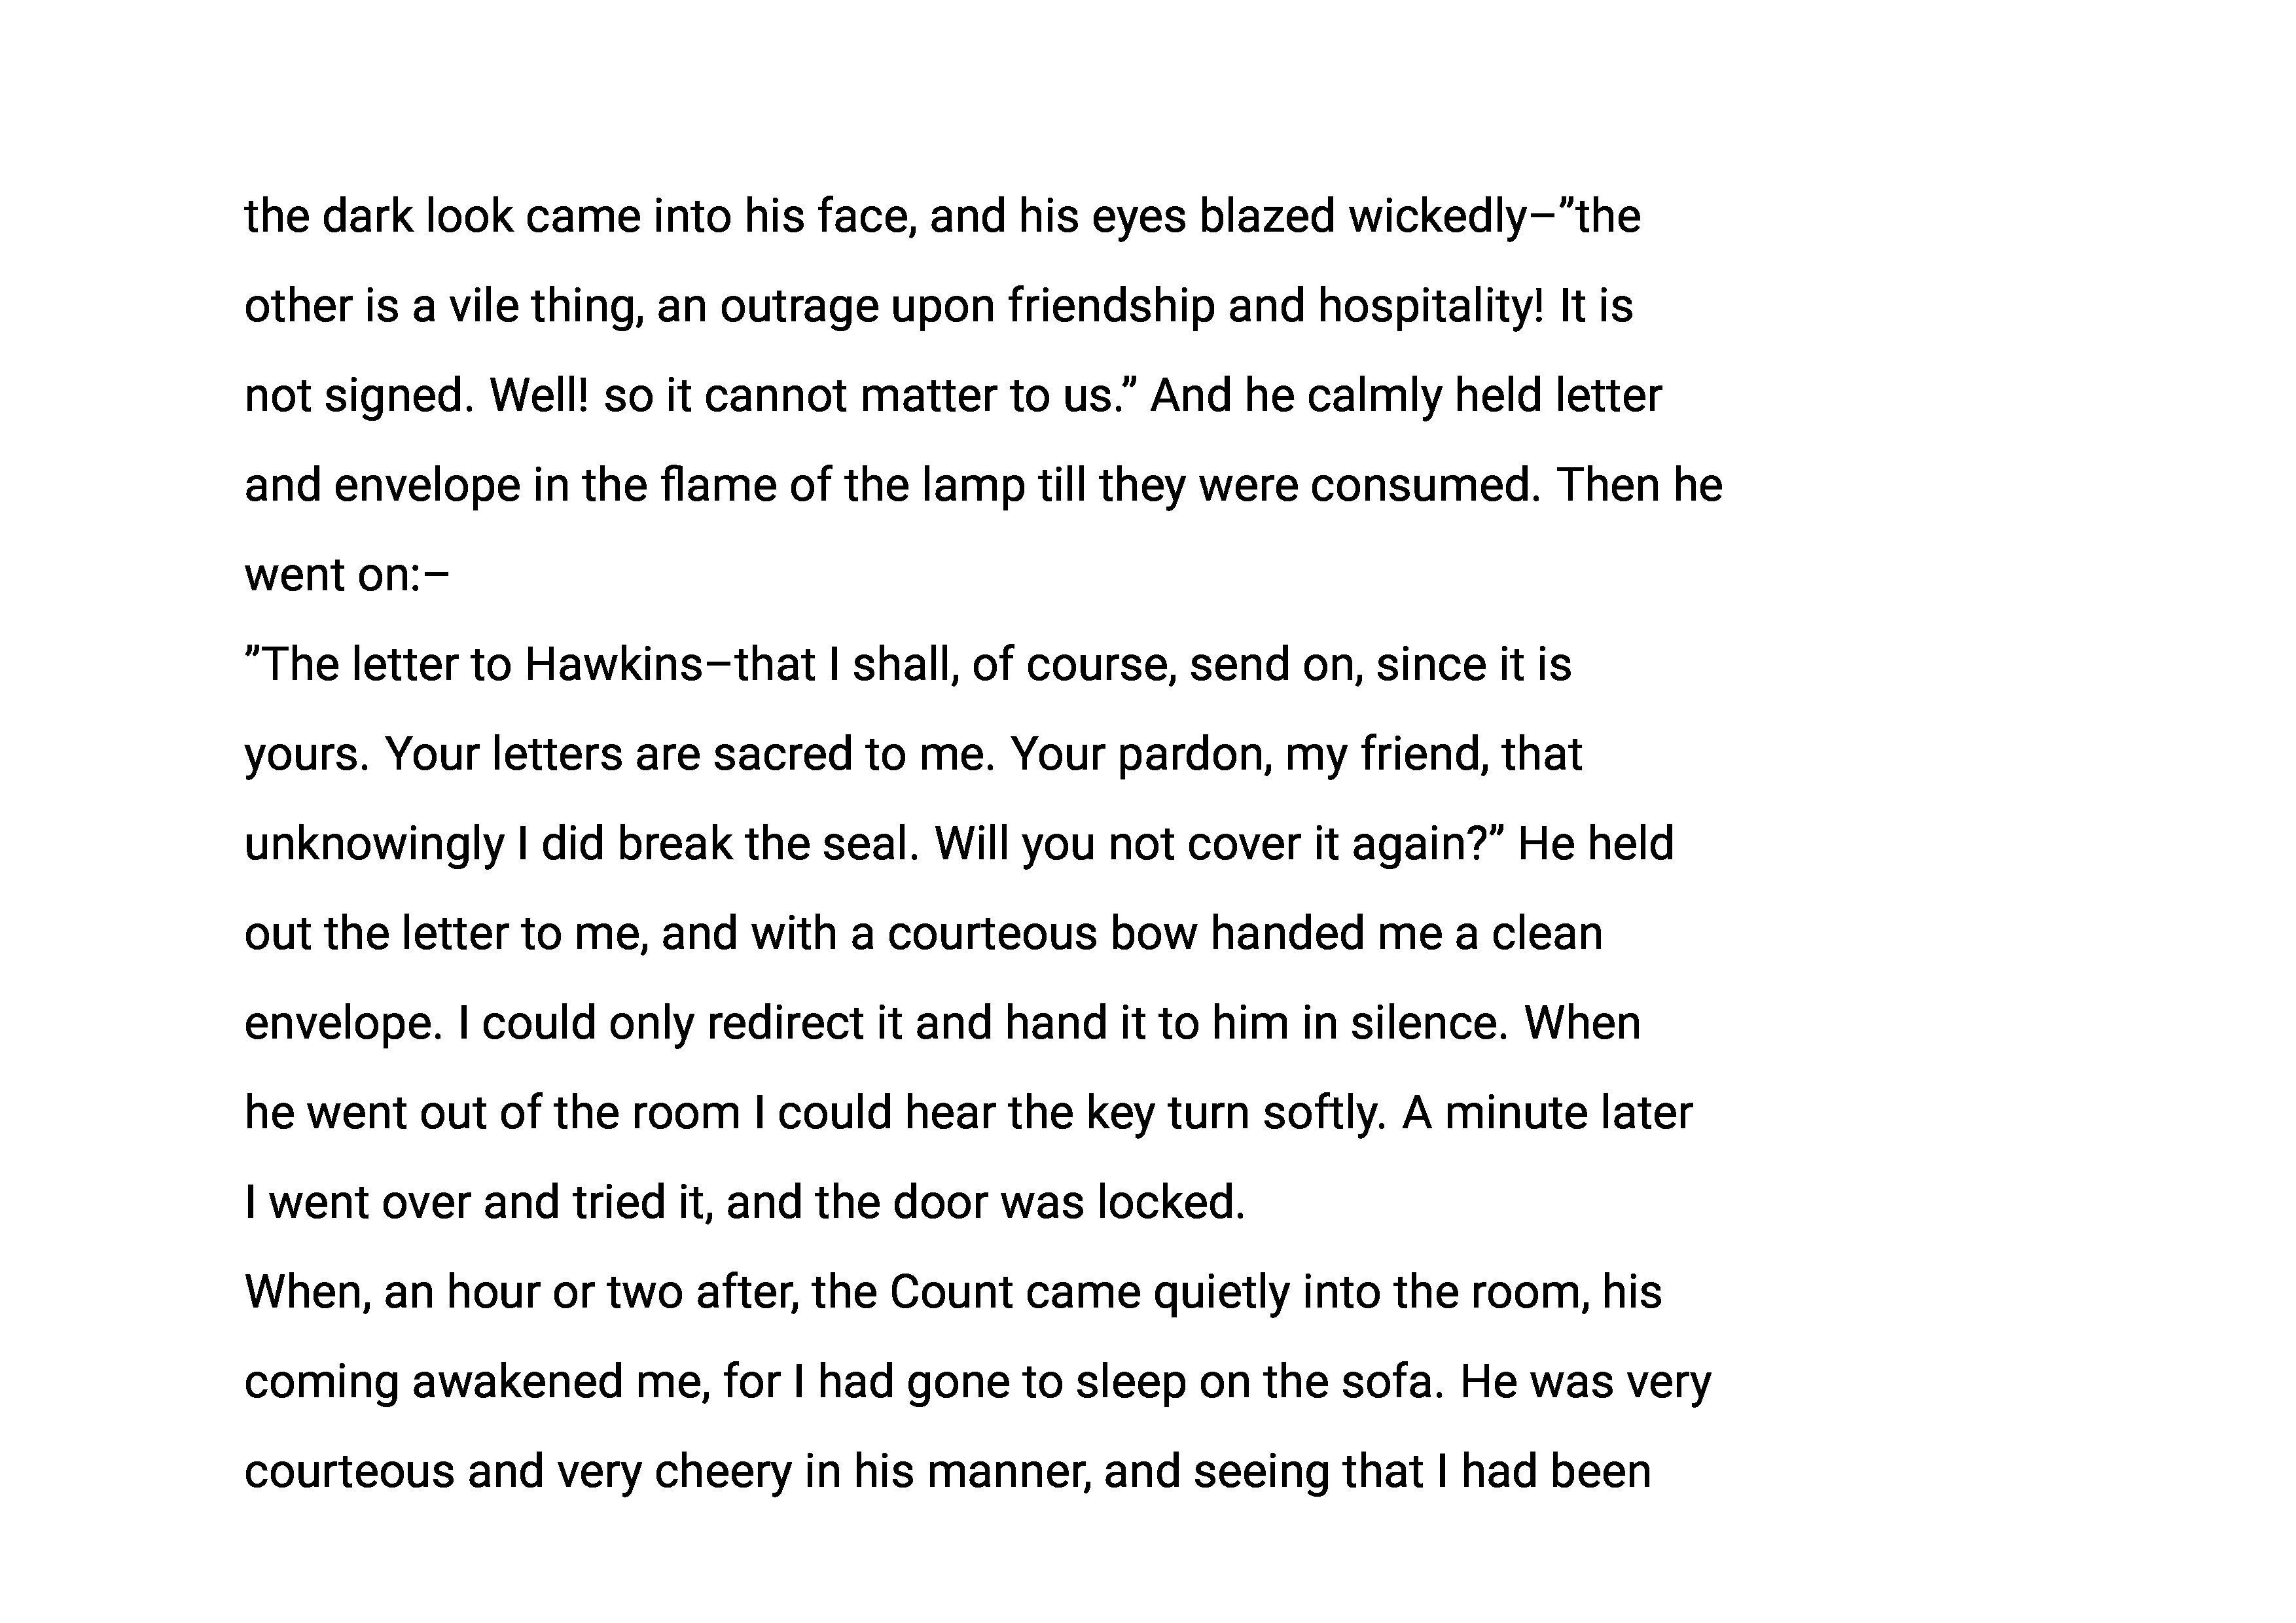 the dark look came into his face, and his eyes blazed wickedly–”the
other is a vile thing, an outrage upon friendship and hospitality! It is
not signed. Well! so it cannot matter to us.” And he calmly held letter
and envelope in the flame of the lamp till they were consumed. Then he
went on:–
”The letter to Hawkins–that I shall, of course, send on, since it is
yours. Your letters are sacred to me. Your pardon, my friend, that
unknowingly I did break the seal. Will you not cover it again?” He held
out the letter to me, and with a courteous bow handed me a clean
envelope. I could only redirect it and hand it to him in silence. When
he went out of the room I could hear the key turn softly. A minute later
I went over and tried it, and the door was locked.
When, an hour or two after, the Count came quietly into the room, his
coming awakened me, for I had gone to sleep on the sofa. He was very
courteous and very cheery in his manner, and seeing that I had been